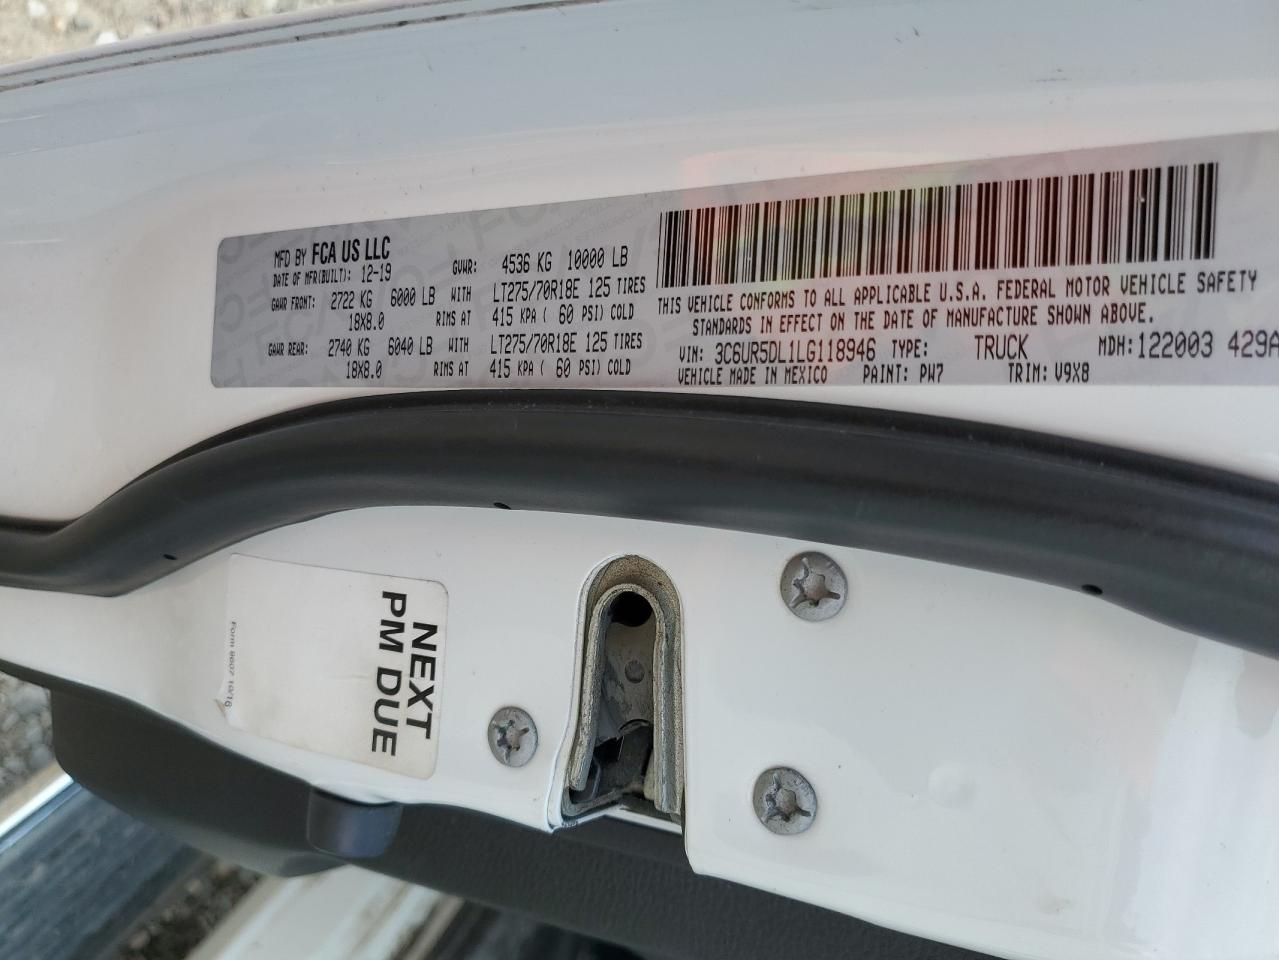 MFD BY FCA US LLC
DATE OF MFR(BUILT): 12-19 GVWR: 4536 KG 10000 LB
GAWR FRONT: 2722 KG 6000 LB WITH LT275/70R18E 125 TIRES
18X8.0 RIMS AT 415 KPA ( 60 PSI) COLD
GAWR REAR: 2740 KG 6040 LB WITH LT275/70R18E 125 TIRES
18X8.0 RIMS AT 415 KPA ( 60 PSI) COLD
THIS VEHICLE CONFORMS TO ALL APPLICABLE U.S.A. FEDERAL MOTOR VEHICLE SAFETY
STANDARDS IN EFFECT ON THE DATE OF MANUFACTURE SHOWN ABOVE.
VIN: 3C6UR5DL1LG118946 TYPE: TRUCK MDH: 122003 429A
VEHICLE MADE IN MEXICO PAINT: PW7 TRIM: V9X8
NEXT
PM DUE
Form 8607 10/16